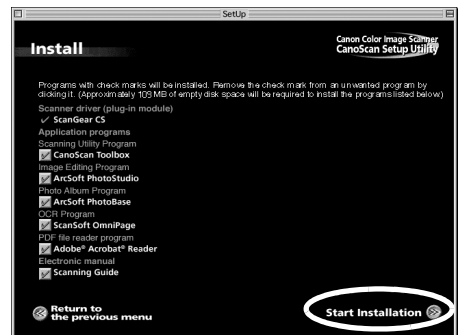 SetUp
Install
Canon Color Image Scanner
CanoScan Setup Utility
Programs with check marks will be installed. Remove the check mark from an unwanted program by
clicking it. (Approximately 109 MB of empty disk space will be required to install the programs listed below.)
Scanner driver (plug-in module)
ScanGear CS
Application programs
Scanning Utility Program
CanoScan Toolbox
Image Editing Program
ArcSoft PhotoStudio
Photo Album Program
ArcSoft PhotoBase
OCR Program
ScanSoft OmniPage
PDF file reader program
Adobe® Acrobat® Reader
Electronic manual
Scanning Guide
Return to
the previous menu
Start Installation